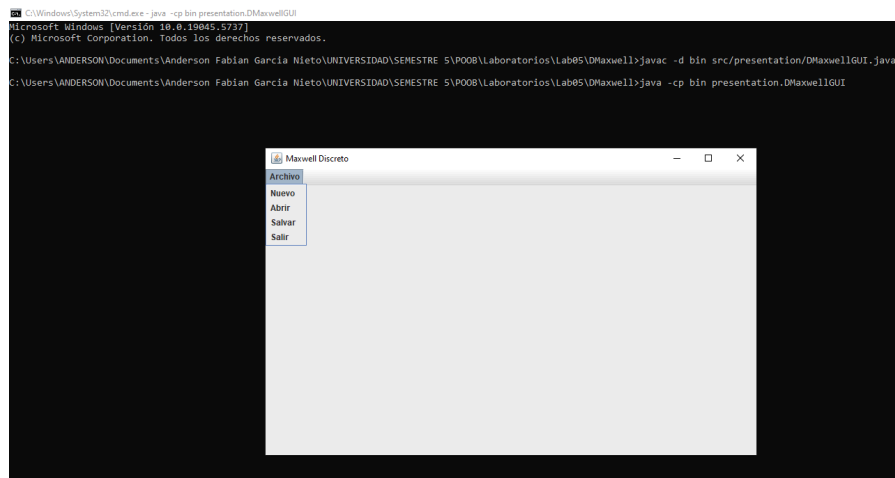 C:\Windows\System32\cmd.exe - java -cp bin presentation.DMaxwellGUI
Microsoft Windows [Versión 10.0.19045.5737]
(c) Microsoft Corporation. Todos los derechos reservados.
C:\Users\ANDERSON\Documents\Anderson Fabian Garcia Nieto\UNIVERSIDAD\SEMESTRE 5\POOB\Laboratorios\Lab05\DMaxwell>javac -d bin src/presentation/DMaxwellGUI.java
C:\Users\ANDERSON\Documents\Anderson Fabian Garcia Nieto\UNIVERSIDAD\SEMESTRE 5\POOB\Laboratorios\Lab05\DMaxwell>java -cp bin presentation.DMaxwellGUI
Maxwell Discreto
Archivo
Nuevo
Abrir
Salvar
Salir